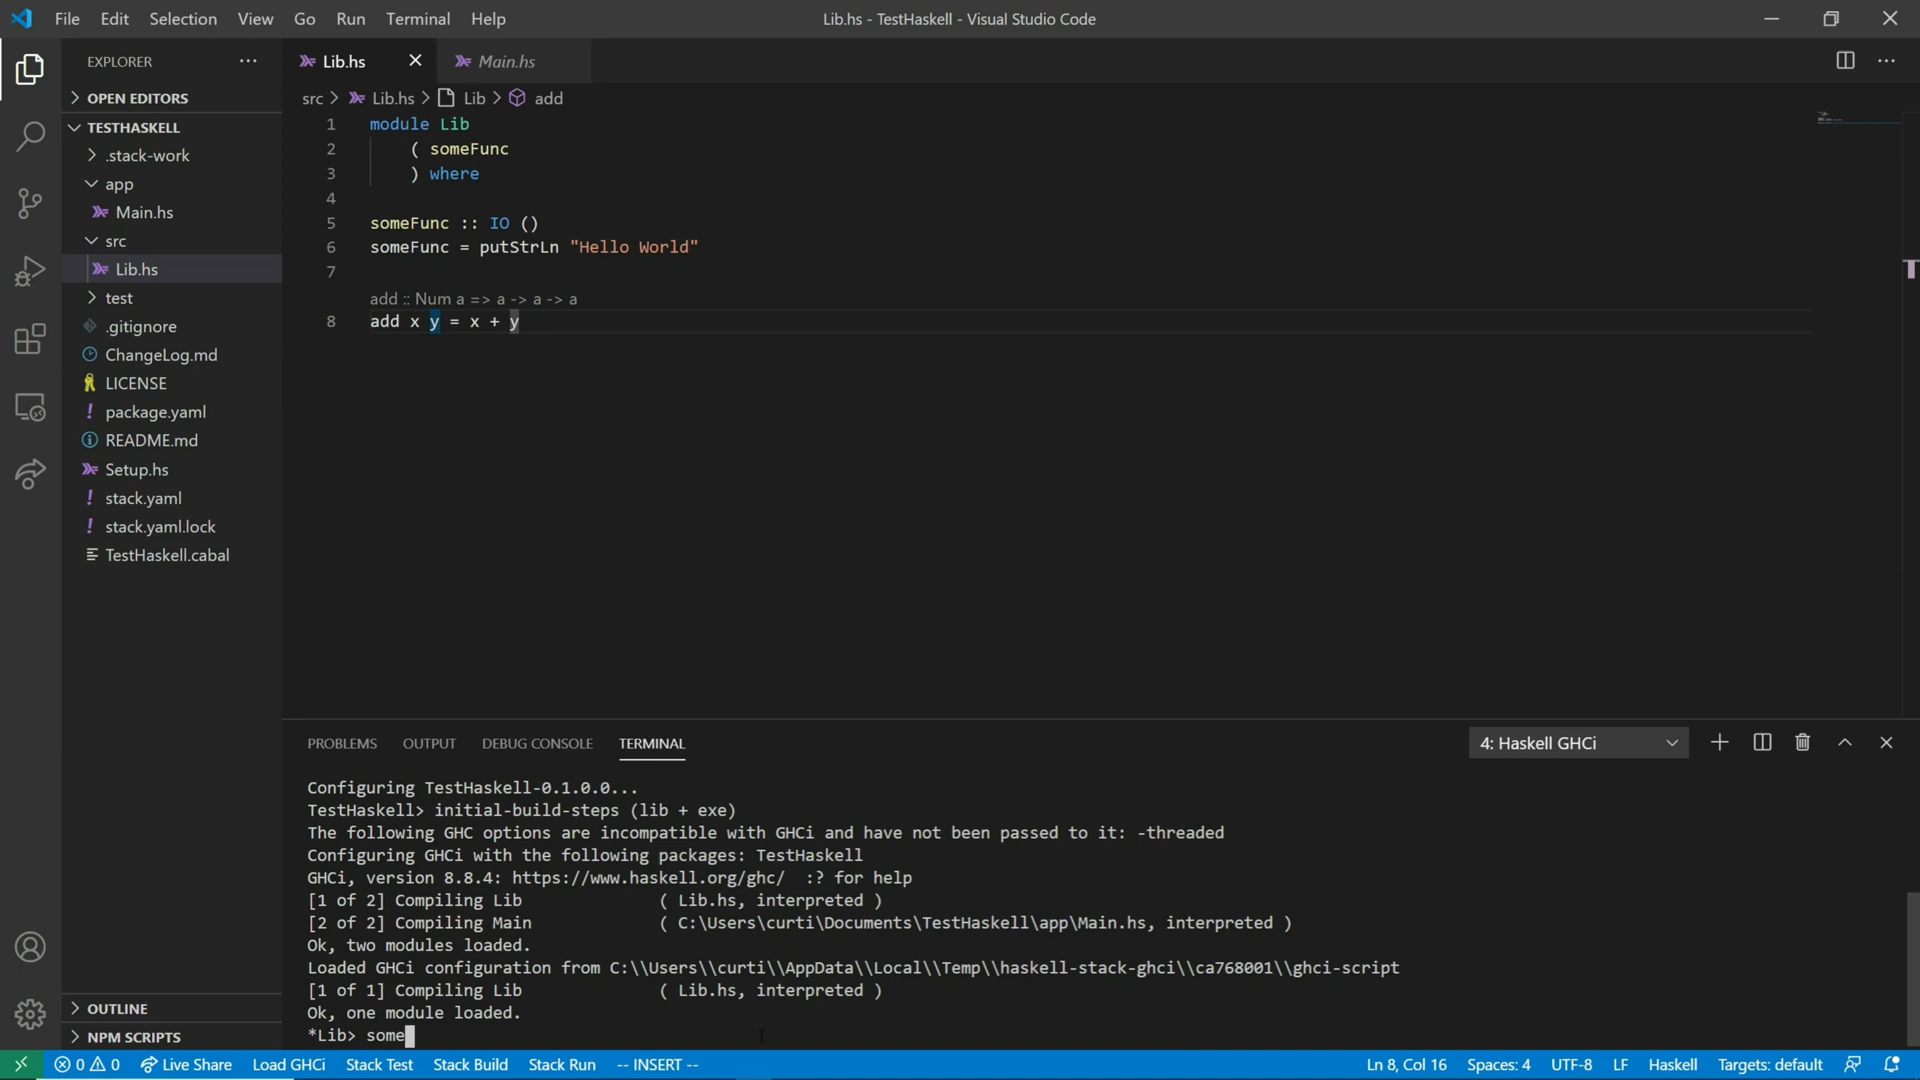 File Edit Selection View Go Run Terminal Help
Lib.hs - TestHaskell - Visual Studio Code
EXPLORER
OPEN EDITORS
TESTHASKELL
.stack-work
app
Main.hs
src
Lib.hs
test
.gitignore
ChangeLog.md
LICENSE
package.yaml
README.md
Setup.hs
stack.yaml
stack.yaml.lock
TestHaskell.cabal
OUTLINE
NPM SCRIPTS
Lib.hs Main.hs
src > Lib.hs > Lib > add
1 module Lib
2 ( someFunc
3 ) where
4
5 someFunc :: IO ()
6 someFunc = putStrLn "Hello World"
7
add :: Num a => a -> a -> a
8 add x y = x + y
PROBLEMS OUTPUT DEBUG CONSOLE TERMINAL
4: Haskell GHCi
Configuring TestHaskell-0.1.0.0...
TestHaskell> initial-build-steps (lib + exe)
The following GHC options are incompatible with GHCi and have not been passed to it: -threaded
Configuring GHCi with the following packages: TestHaskell
GHCi, version 8.8.4: https://www.haskell.org/ghc/  :? for help
[1 of 2] Compiling Lib ( Lib.hs, interpreted )
[2 of 2] Compiling Main ( C:\Users\curti\Documents\TestHaskell\app\Main.hs, interpreted )
Ok, two modules loaded.
Loaded GHCi configuration from C:\\Users\\curti\\AppData\\Local\\Temp\\haskell-stack-ghci\\ca768001\\ghci-script
[1 of 1] Compiling Lib ( Lib.hs, interpreted )
Ok, one module loaded.
*Lib> some
0 0 Live Share Load GHCi Stack Test Stack Build Stack Run -- INSERT --
Ln 8, Col 16 Spaces: 4 UTF-8 LF Haskell Targets: default